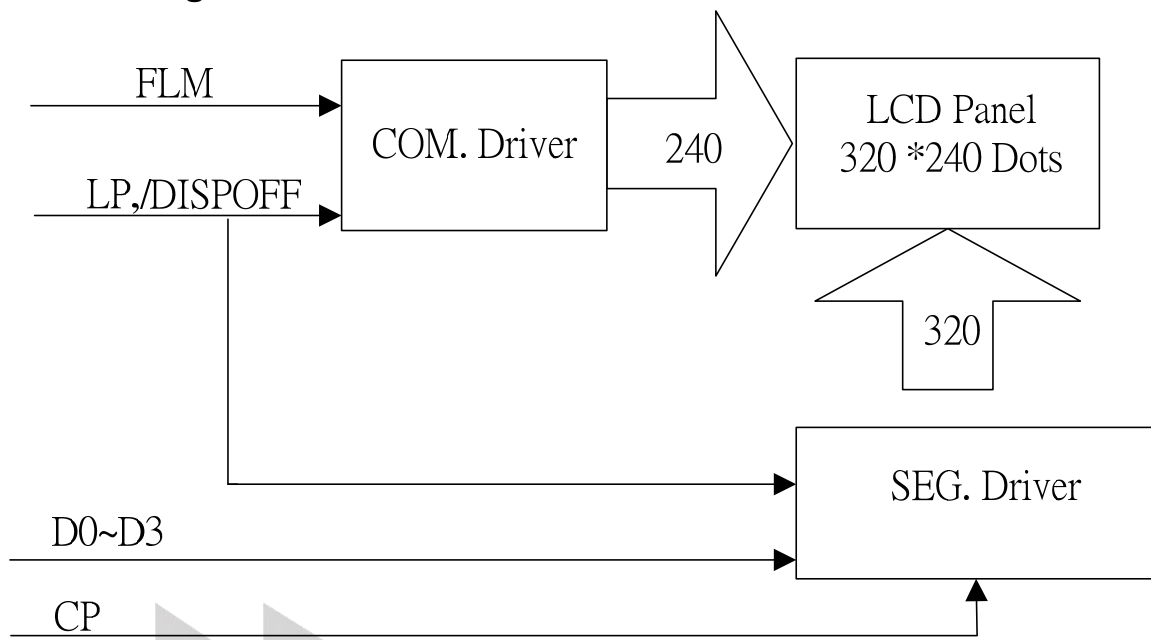 FLM
COM. Driver
240
LCD Panel
320 *240 Dots
LP,/DISPOFF
320
SEG. Driver
D0~D3
CP